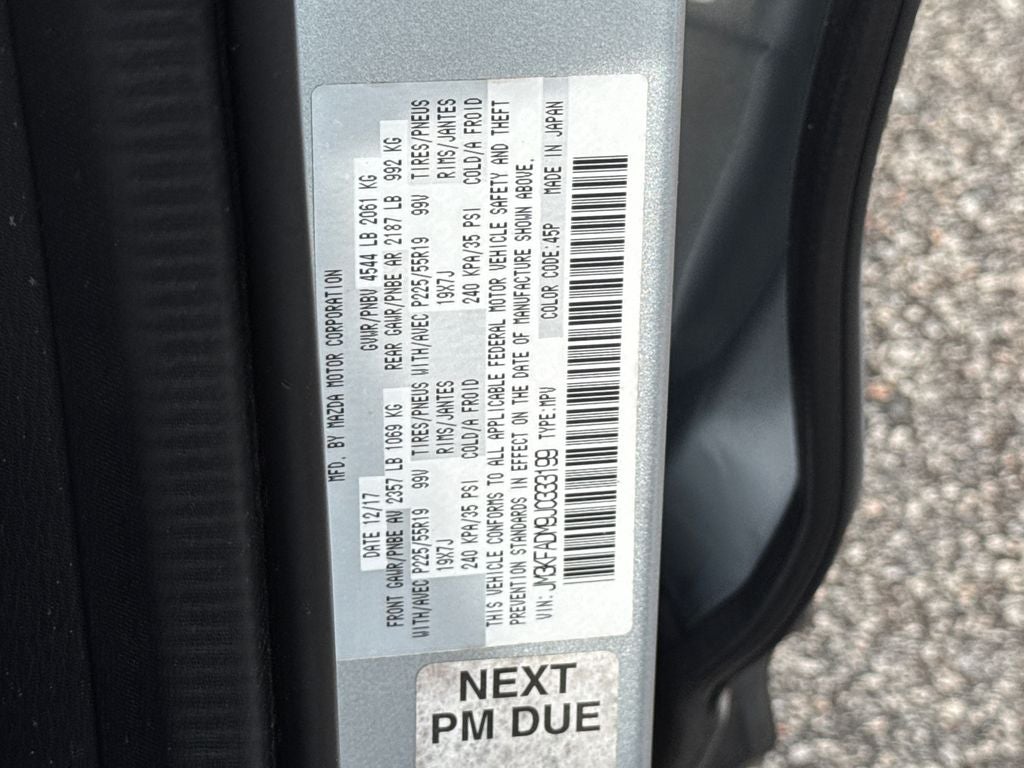 MFD. BY MAZDA MOTOR CORPORATION
DATE 12/17 GVWR/PNBV 4544 LB 2061 KG
FRONT GAWR/PNBE AV 2357 LB 1069 KG REAR GAWR/PNBE AR 2187 LB 992 KG
WITH/AVEC P225/55R19 99V TIRES/PNEUS WITH/AVEC P225/55R19 99V TIRES/PNEUS
19X7J RIMS/JANTES 19X7J RIMS/JANTES
240 KPA/35 PSI COLD/A FROID 240 KPA/35 PSI COLD/A FROID
THIS VEHICLE CONFORMS TO ALL APPLICABLE FEDERAL MOTOR VEHICLE SAFETY AND THEFT
PREVENTION STANDARDS IN EFFECT ON THE DATE OF MANUFACTURE SHOWN ABOVE.
VIN: JM3KFADM9J0333199 TYPE:MPV COLOR CODE:45P MADE IN JAPAN
NEXT
PM DUE